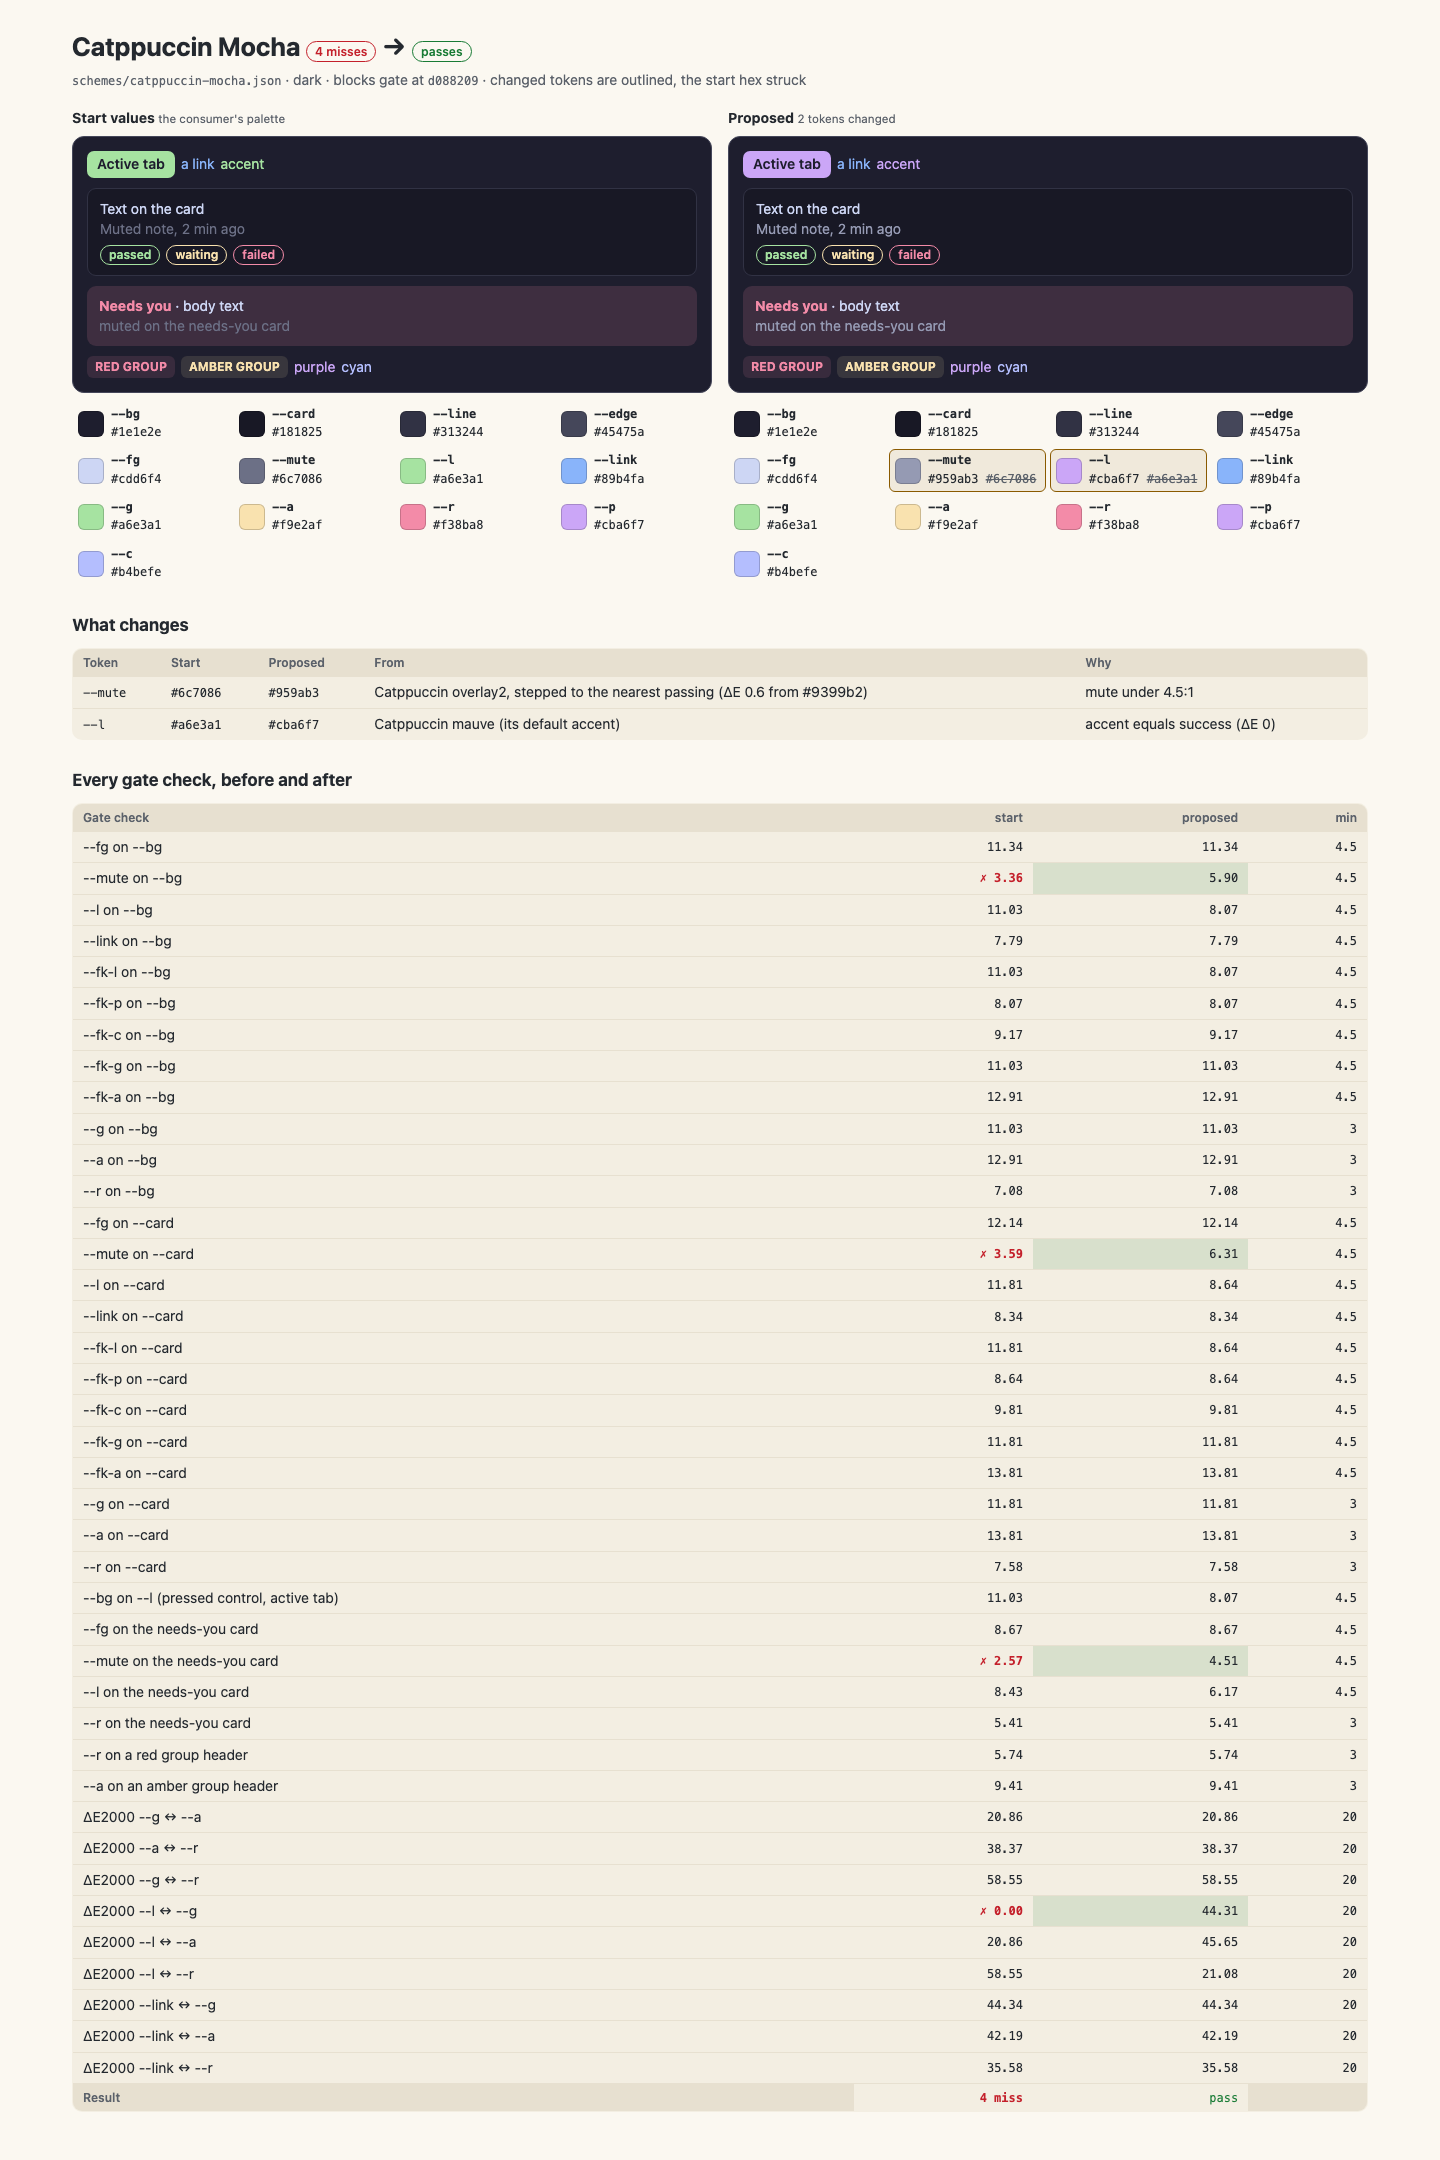 Catppuccin Mocha 4 misses → passes
schemes/catppuccin-mocha.json · dark · blocks gate at d088209 · changed tokens are outlined, the start hex struck
Start values the consumer's palette
Active tab a link accent
Text on the card
Muted note, 2 min ago
passed waiting failed
Needs you · body text
muted on the needs-you card
RED GROUP AMBER GROUP purple cyan
--bg --card --line --edge
#1e1e2e #181825 #313244 #45475a
--fg --mute --l --link
#cdd6f4 #6c7086 #a6e3a1 #89b4fa
--g --a --r --p
#a6e3a1 #f9e2af #f38ba8 #cba6f7
--c
#b4befe
Proposed 2 tokens changed
Active tab a link accent
Text on the card
Muted note, 2 min ago
passed waiting failed
Needs you · body text
muted on the needs-you card
RED GROUP AMBER GROUP purple cyan
--bg --card --line --edge
#1e1e2e #181825 #313244 #45475a
--fg --mute --l --link
#cdd6f4 #959ab3 #6c7086 #cba6f7 #a6e3a1 #89b4fa
--g --a --r --p
#a6e3a1 #f9e2af #f38ba8 #cba6f7
--c
#b4befe
What changes
Token Start Proposed From Why
--mute #6c7086 #959ab3 Catppuccin overlay2, stepped to the nearest passing (ΔE 0.6 from #9399b2) mute under 4.5:1
--l #a6e3a1 #cba6f7 Catppuccin mauve (its default accent) accent equals success (ΔE 0)
Every gate check, before and after
Gate check start proposed min
--fg on --bg 11.34 11.34 4.5
--mute on --bg ✗ 3.36 5.90 4.5
--l on --bg 11.03 8.07 4.5
--link on --bg 7.79 7.79 4.5
--fk-l on --bg 11.03 8.07 4.5
--fk-p on --bg 8.07 8.07 4.5
--fk-c on --bg 9.17 9.17 4.5
--fk-g on --bg 11.03 11.03 4.5
--fk-a on --bg 12.91 12.91 4.5
--g on --bg 11.03 11.03 3
--a on --bg 12.91 12.91 3
--r on --bg 7.08 7.08 3
--fg on --card 12.14 12.14 4.5
--mute on --card ✗ 3.59 6.31 4.5
--l on --card 11.81 8.64 4.5
--link on --card 8.34 8.34 4.5
--fk-l on --card 11.81 8.64 4.5
--fk-p on --card 8.64 8.64 4.5
--fk-c on --card 9.81 9.81 4.5
--fk-g on --card 11.81 11.81 4.5
--fk-a on --card 13.81 13.81 4.5
--g on --card 11.81 11.81 3
--a on --card 13.81 13.81 3
--r on --card 7.58 7.58 3
--bg on --l (pressed control, active tab) 11.03 8.07 4.5
--fg on the needs-you card 8.67 8.67 4.5
--mute on the needs-you card ✗ 2.57 4.51 4.5
--l on the needs-you card 8.43 6.17 4.5
--r on the needs-you card 5.41 5.41 3
--r on a red group header 5.74 5.74 3
--a on an amber group header 9.41 9.41 3
ΔE2000 --g ↔ --a 20.86 20.86 20
ΔE2000 --a ↔ --r 38.37 38.37 20
ΔE2000 --g ↔ --r 58.55 58.55 20
ΔE2000 --l ↔ --g ✗ 0.00 44.31 20
ΔE2000 --l ↔ --a 20.86 45.65 20
ΔE2000 --l ↔ --r 58.55 21.08 20
ΔE2000 --link ↔ --g 44.34 44.34 20
ΔE2000 --link ↔ --a 42.19 42.19 20
ΔE2000 --link ↔ --r 35.58 35.58 20
Result 4 miss pass